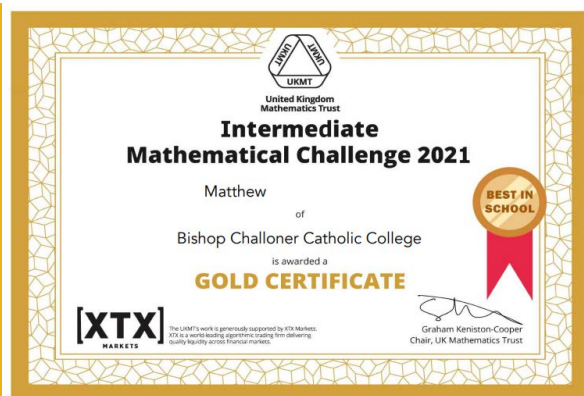 UKMT
UKMT
UKMT
United Kingdom
Mathematics Trust
Intermediate
Mathematical Challenge 2021
Matthew
of
Bishop Challoner Catholic College
is awarded a
GOLD CERTIFICATE
BEST IN
SCHOOL
[XTX]
MARKETS
The UKMT's work is generously supported by XTX Markets.
XTX is a world-leading algorithmic trading firm delivering
quality liquidity across financial markets.
Graham Keniston-Cooper
Chair, UK Mathematics Trust